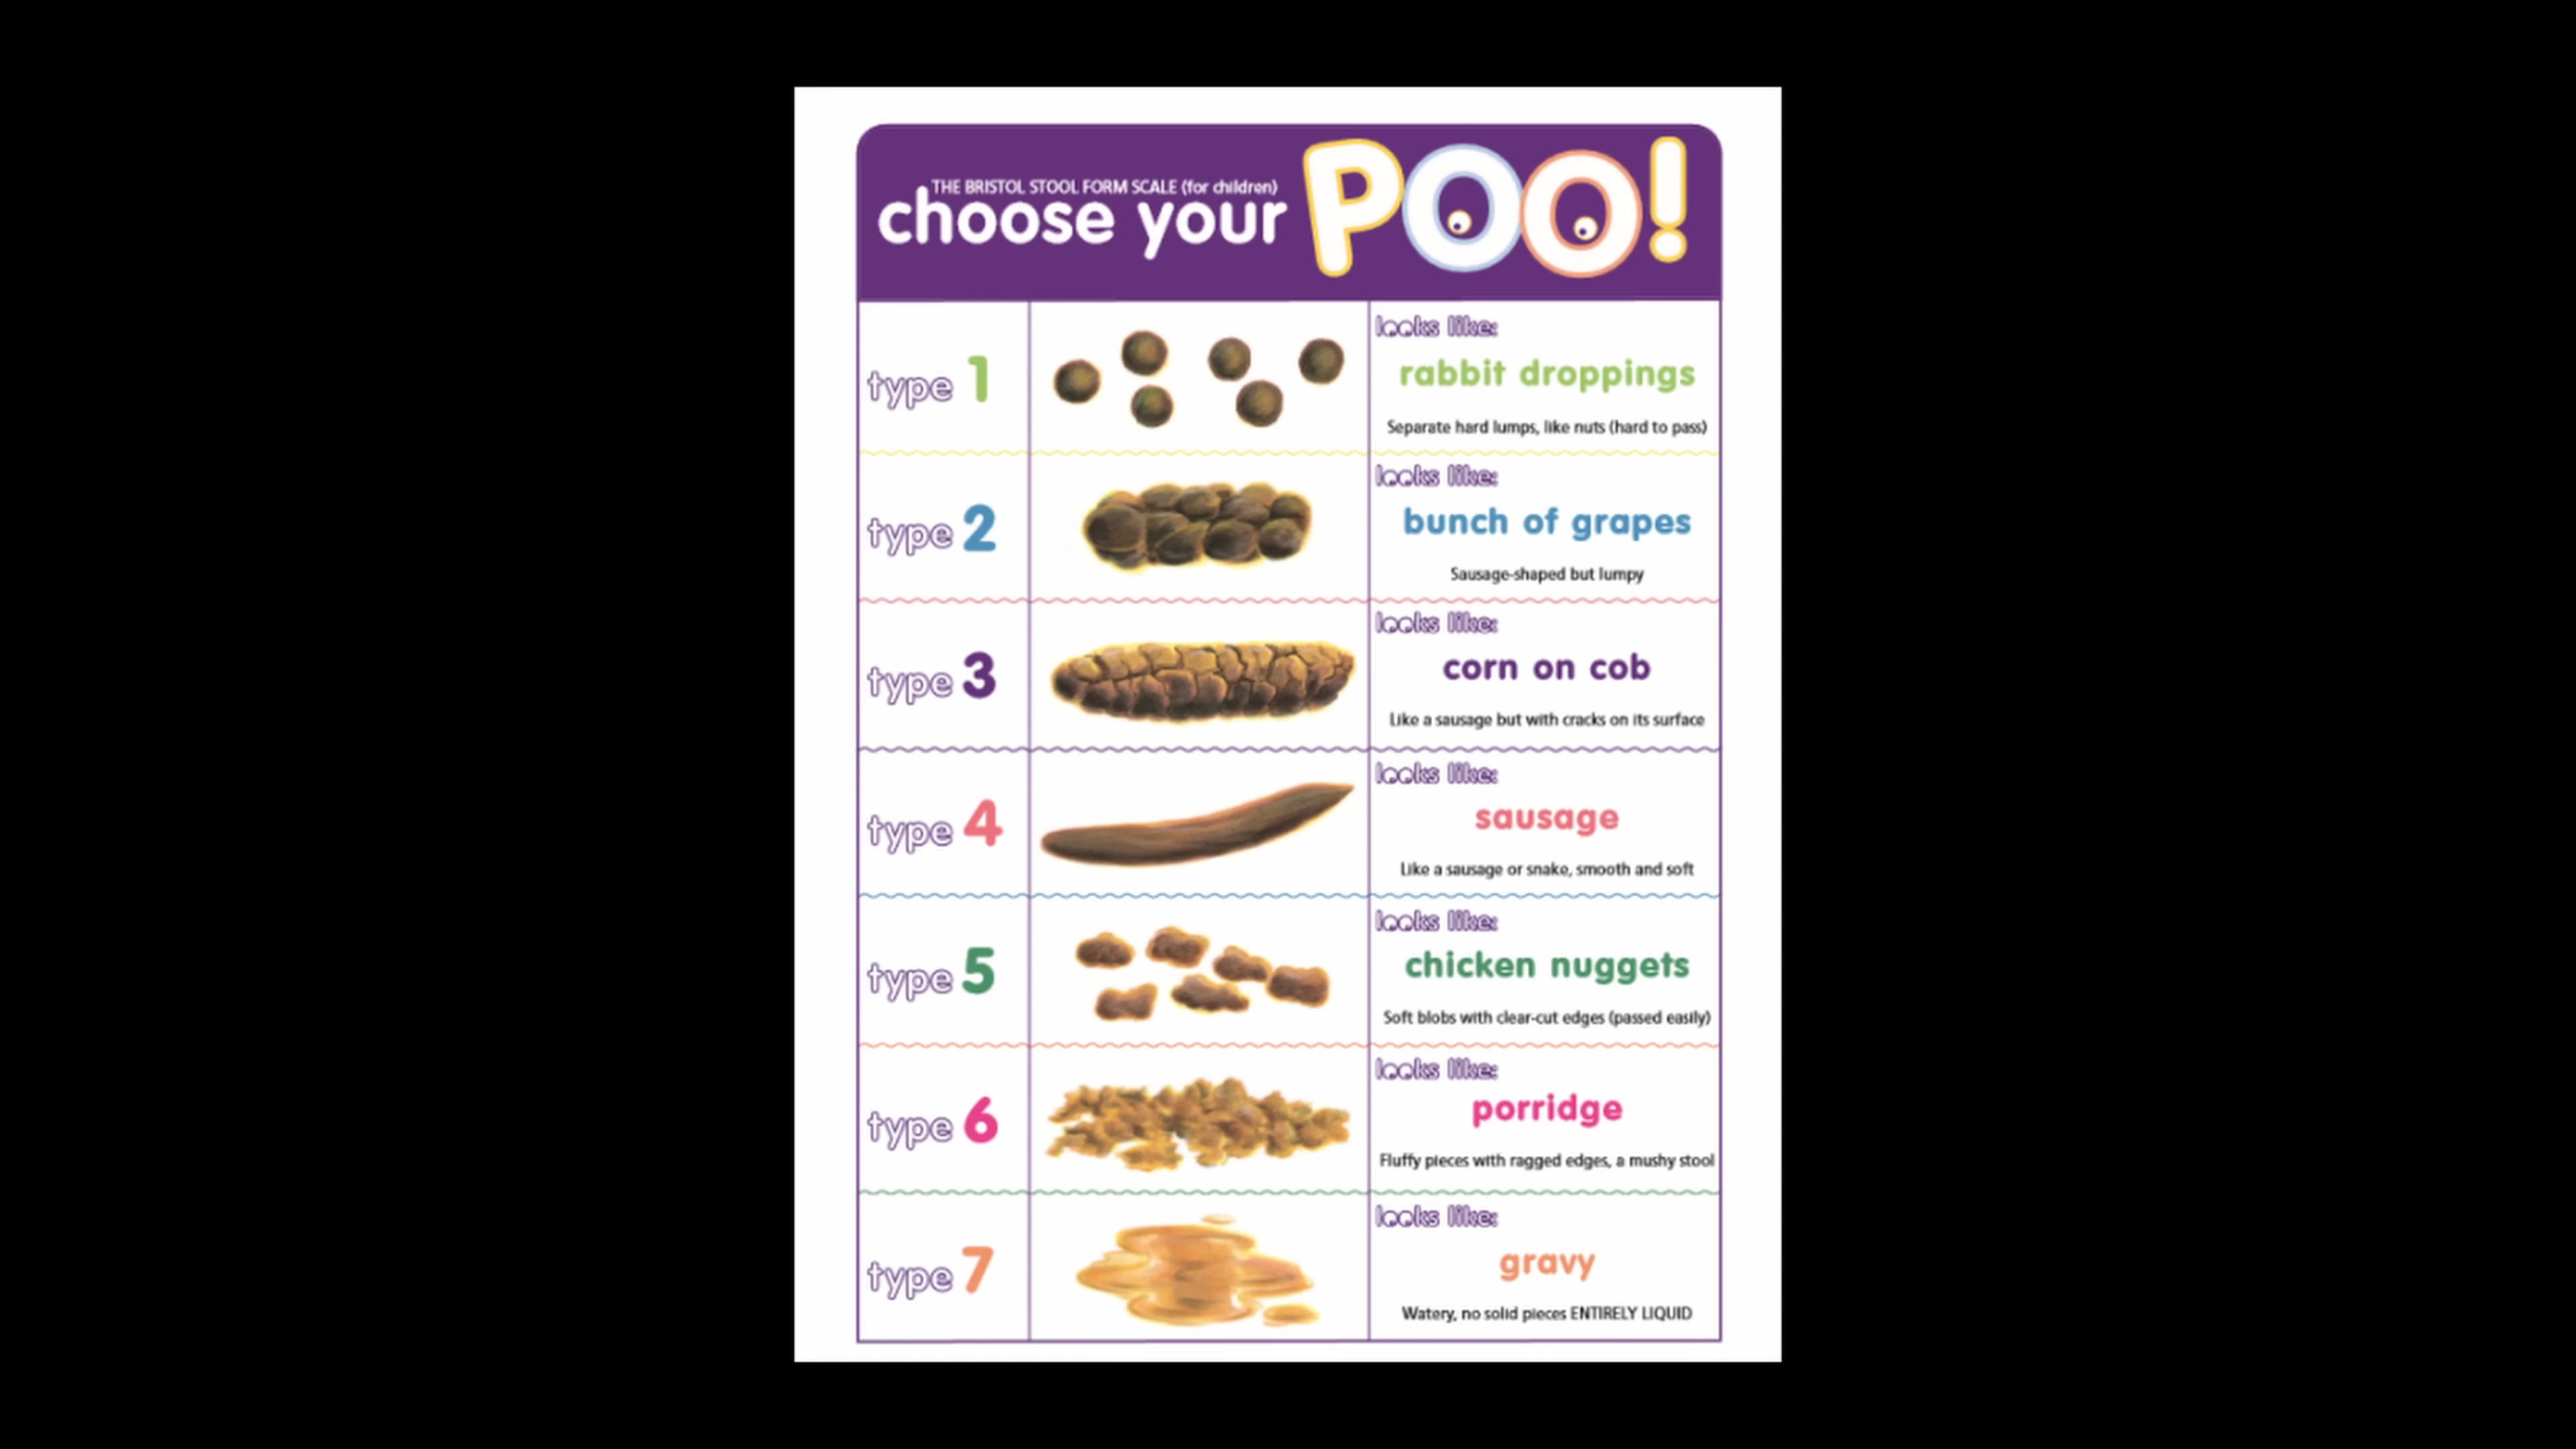 THE BRISTOL STOOL FORM SCALE (for children)
choose your POO!
type 1
looks like:
rabbit droppings
Separate hard lumps, like nuts (hard to pass)
type 2
looks like:
bunch of grapes
Sausage-shaped but lumpy
type 3
looks like:
corn on cob
Like a sausage but with cracks on its surface
type 4
looks like:
sausage
Like a sausage or snake, smooth and soft
type 5
looks like:
chicken nuggets
Soft blobs with clear-cut edges (passed easily)
type 6
looks like:
porridge
Fluffy pieces with ragged edges, a mushy stool
type 7
looks like:
gravy
Watery, no solid pieces ENTIRELY LIQUID